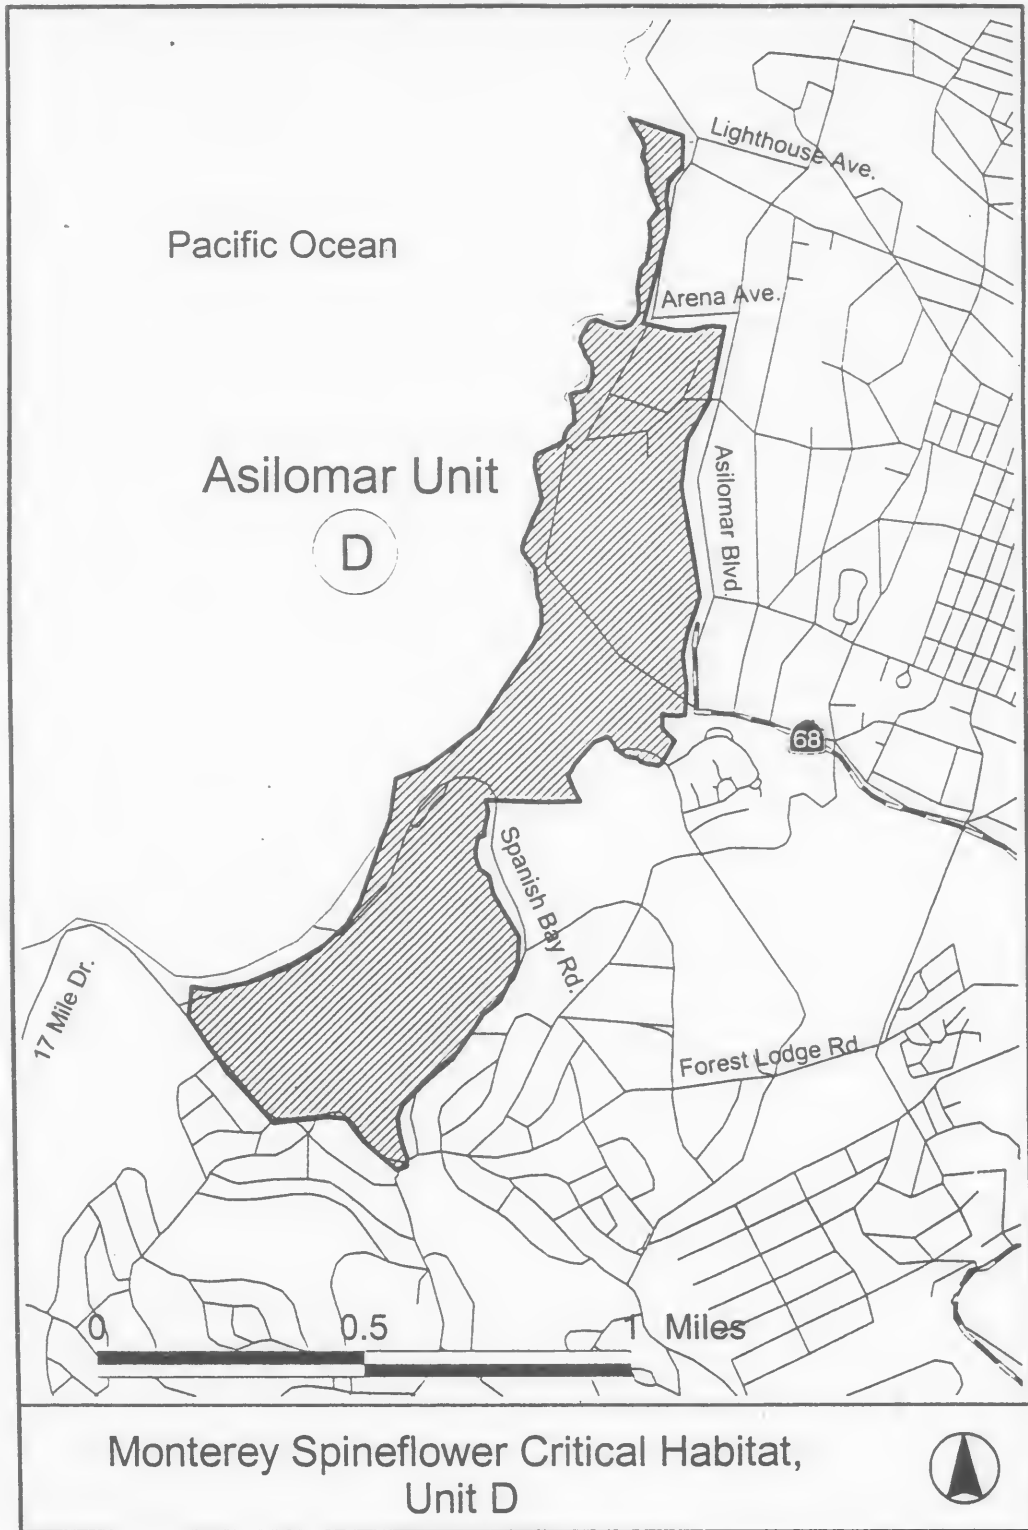 Lighthouse Ave.
Pacific Ocean
Arena Ave.
Asilomar Unit
D
Asilomar Blvd.
68
Spanish Bay Rd.
17 Mile Dr.
Forest Lodge Rd.
0 0.5 1 Miles
Monterey Spineflower Critical Habitat,
Unit D